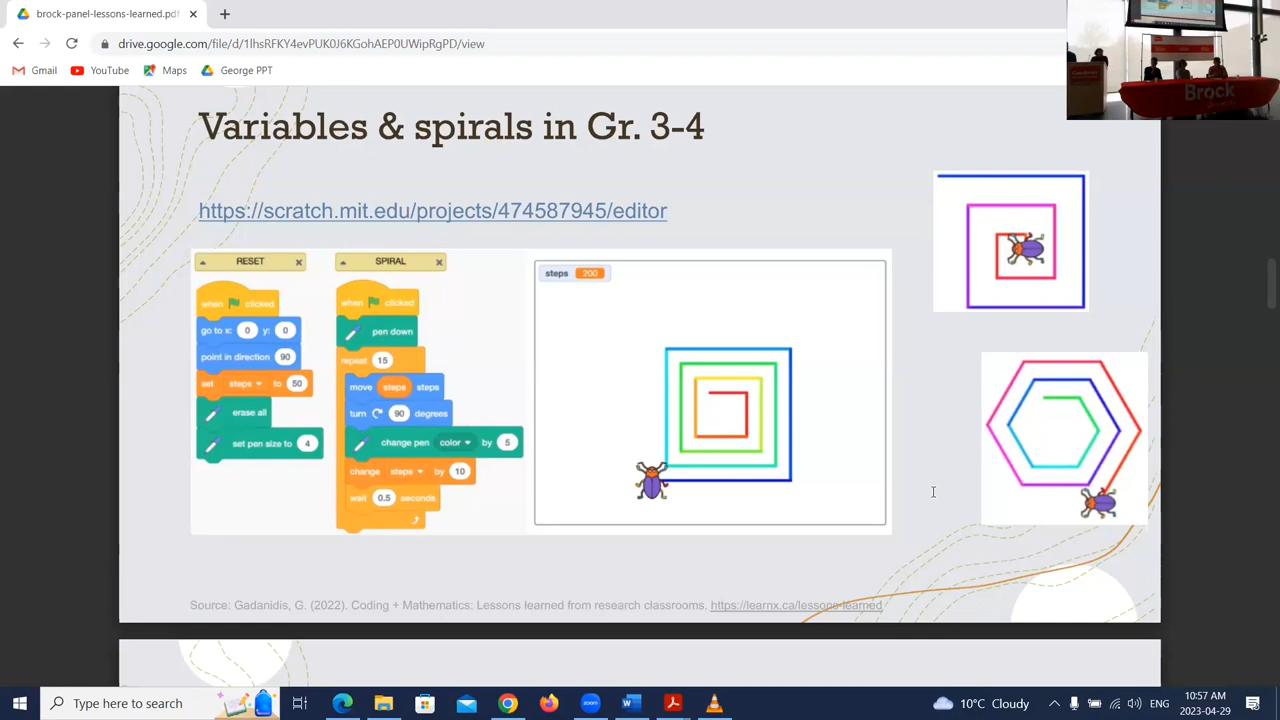 brock-panel-lessons-learned.pdf
drive.google.com/file/d/1lhsRFKY4evPUK0J6KGohAEP0UWipRgPT/view
Gmail YouTube Maps George PPT
Brock
Variables & spirals in Gr. 3-4
https://scratch.mit.edu/projects/474587945/editor
RESET
when clicked
go to x: 0 y: 0
point in direction 90
set steps to 50
erase all
set pen size to 4
SPIRAL
when clicked
pen down
repeat 15
move steps steps
turn 90 degrees
change pen color by 5
change steps by 10
wait 0.5 seconds
steps 200
Source: Gadanidis, G. (2022). Coding + Mathematics: Lessons learned from research classrooms. https://learnx.ca/lessons-learned
Type here to search
10°C Cloudy
ENG
10:57 AM
2023-04-29